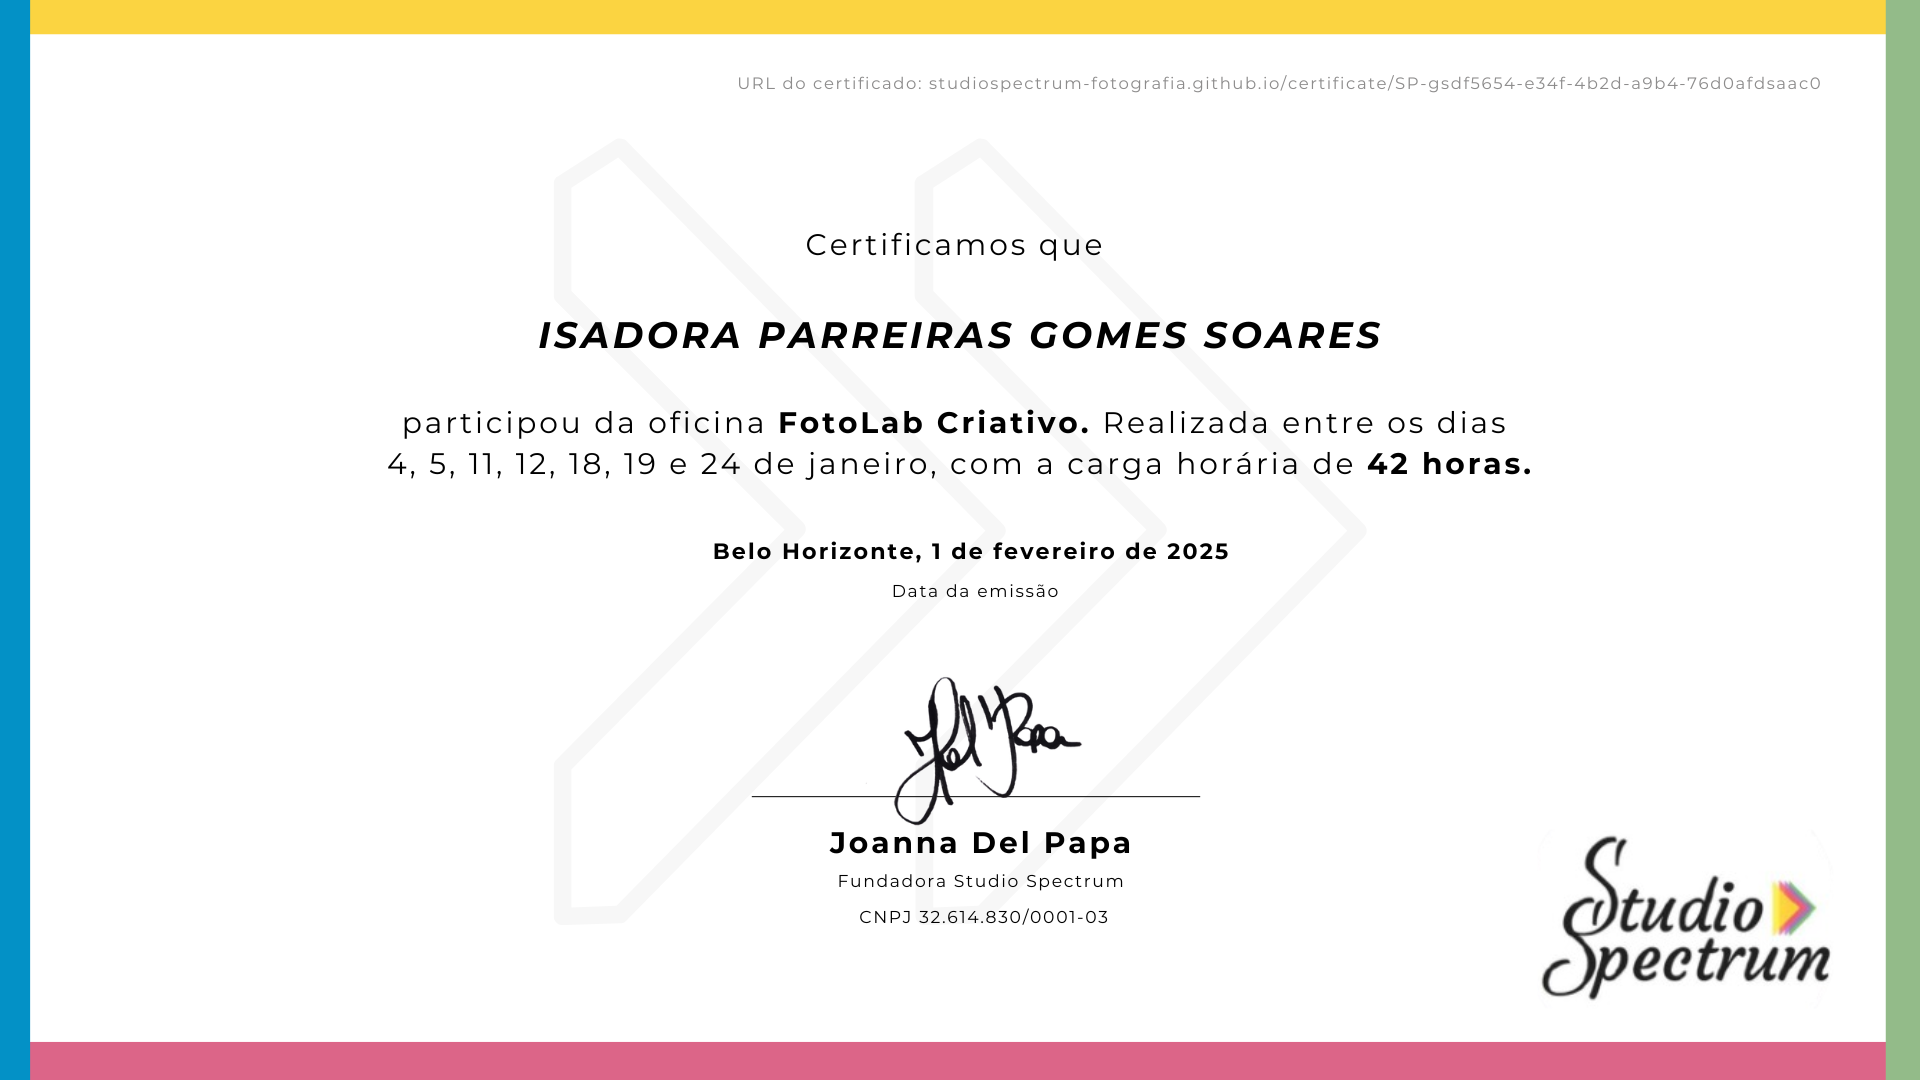 URL do certificado: studiospectrum-fotografia.github.io/certificate/SP-gsdf5654-e34f-4b2d-a9b4-76d0afdsaac0
Certificamos que
ISADORA PARREIRAS GOMES SOARES
participou da oficina FotoLab Criativo. Realizada entre os dias
4, 5, 11, 12, 18, 19 e 24 de janeiro, com a carga horária de 42 horas.
Belo Horizonte, 1 de fevereiro de 2025
Data da emissão
Joanna Del Papa
Fundadora Studio Spectrum
CNPJ 32.614.830/0001-03
Studio
Spectrum